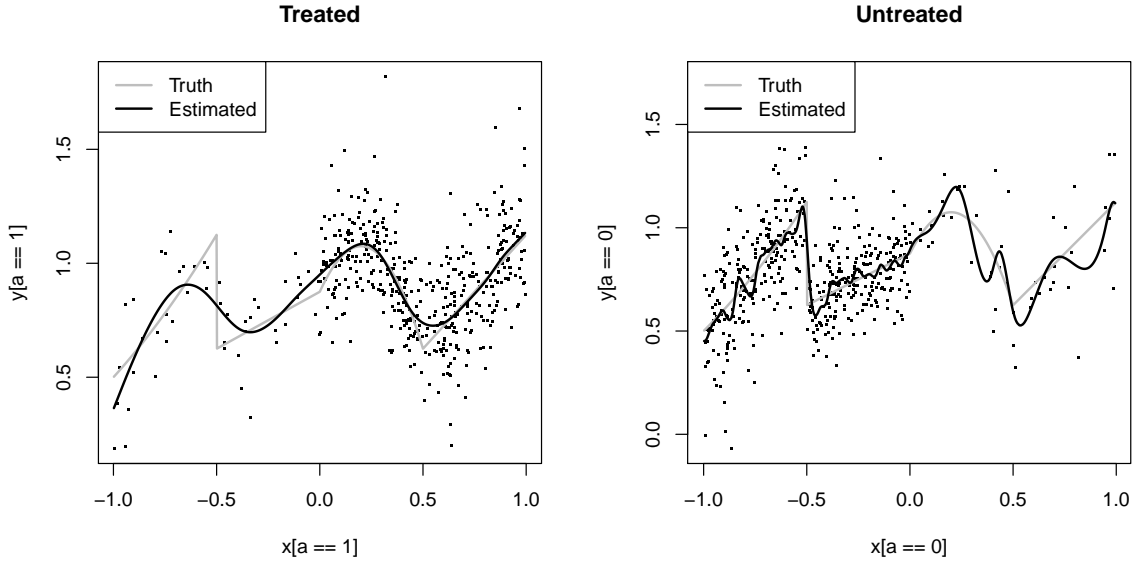 Treated
Truth
Estimated
y[a == 1]
1.5
1.0
0.5
−1.0 −0.5 0.0 0.5 1.0
x[a == 1]
Untreated
Truth
Estimated
y[a == 0]
1.5
1.0
0.5
0.0
−1.0 −0.5 0.0 0.5 1.0
x[a == 0]